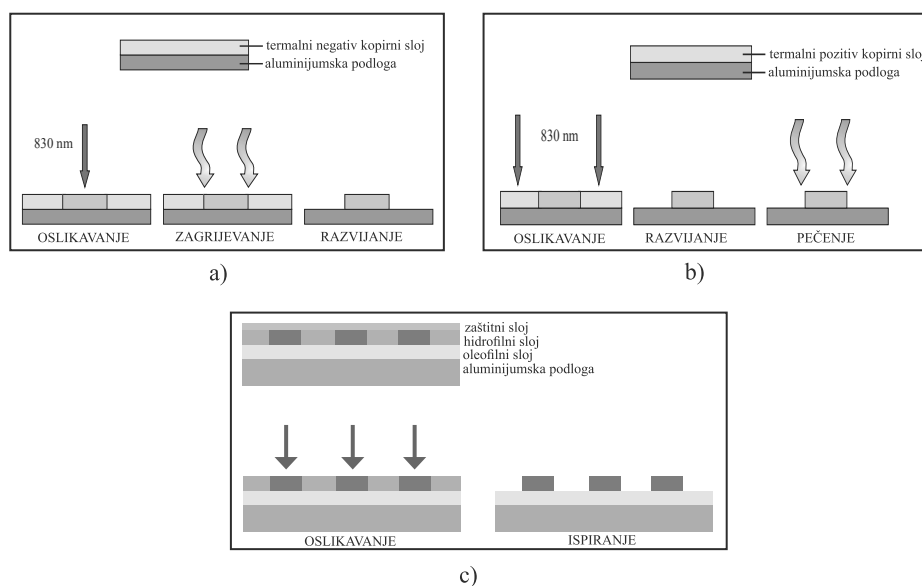 termalni negativ kopirni sloj
aluminijumska podloga
830 nm
OSLIKAVANJE
ZAGRIJEVANJE
RAZVIJANJE
a)
termalni pozitiv kopirni sloj
aluminijumska podloga
830 nm
OSLIKAVANJE
RAZVIJANJE
PEČENJE
b)
zaštitni sloj
hidrofilni sloj
oleofilni sloj
aluminijumska podloga
OSLIKAVANJE
ISPIRANJE
c)